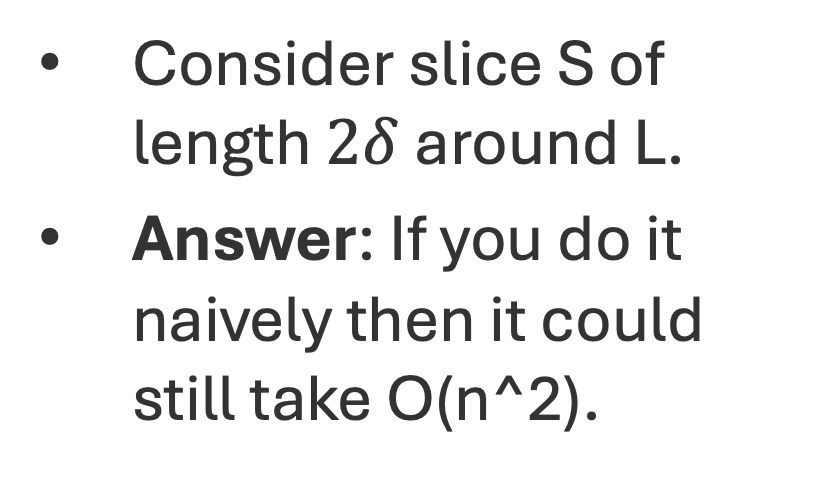 • Consider slice S of
length 2δ around L.
• Answer: If you do it
naively then it could
still take O(n^2).